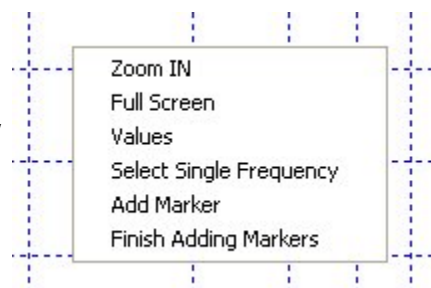 Zoom IN
Full Screen
Values
Select Single Frequency
Add Marker
Finish Adding Markers